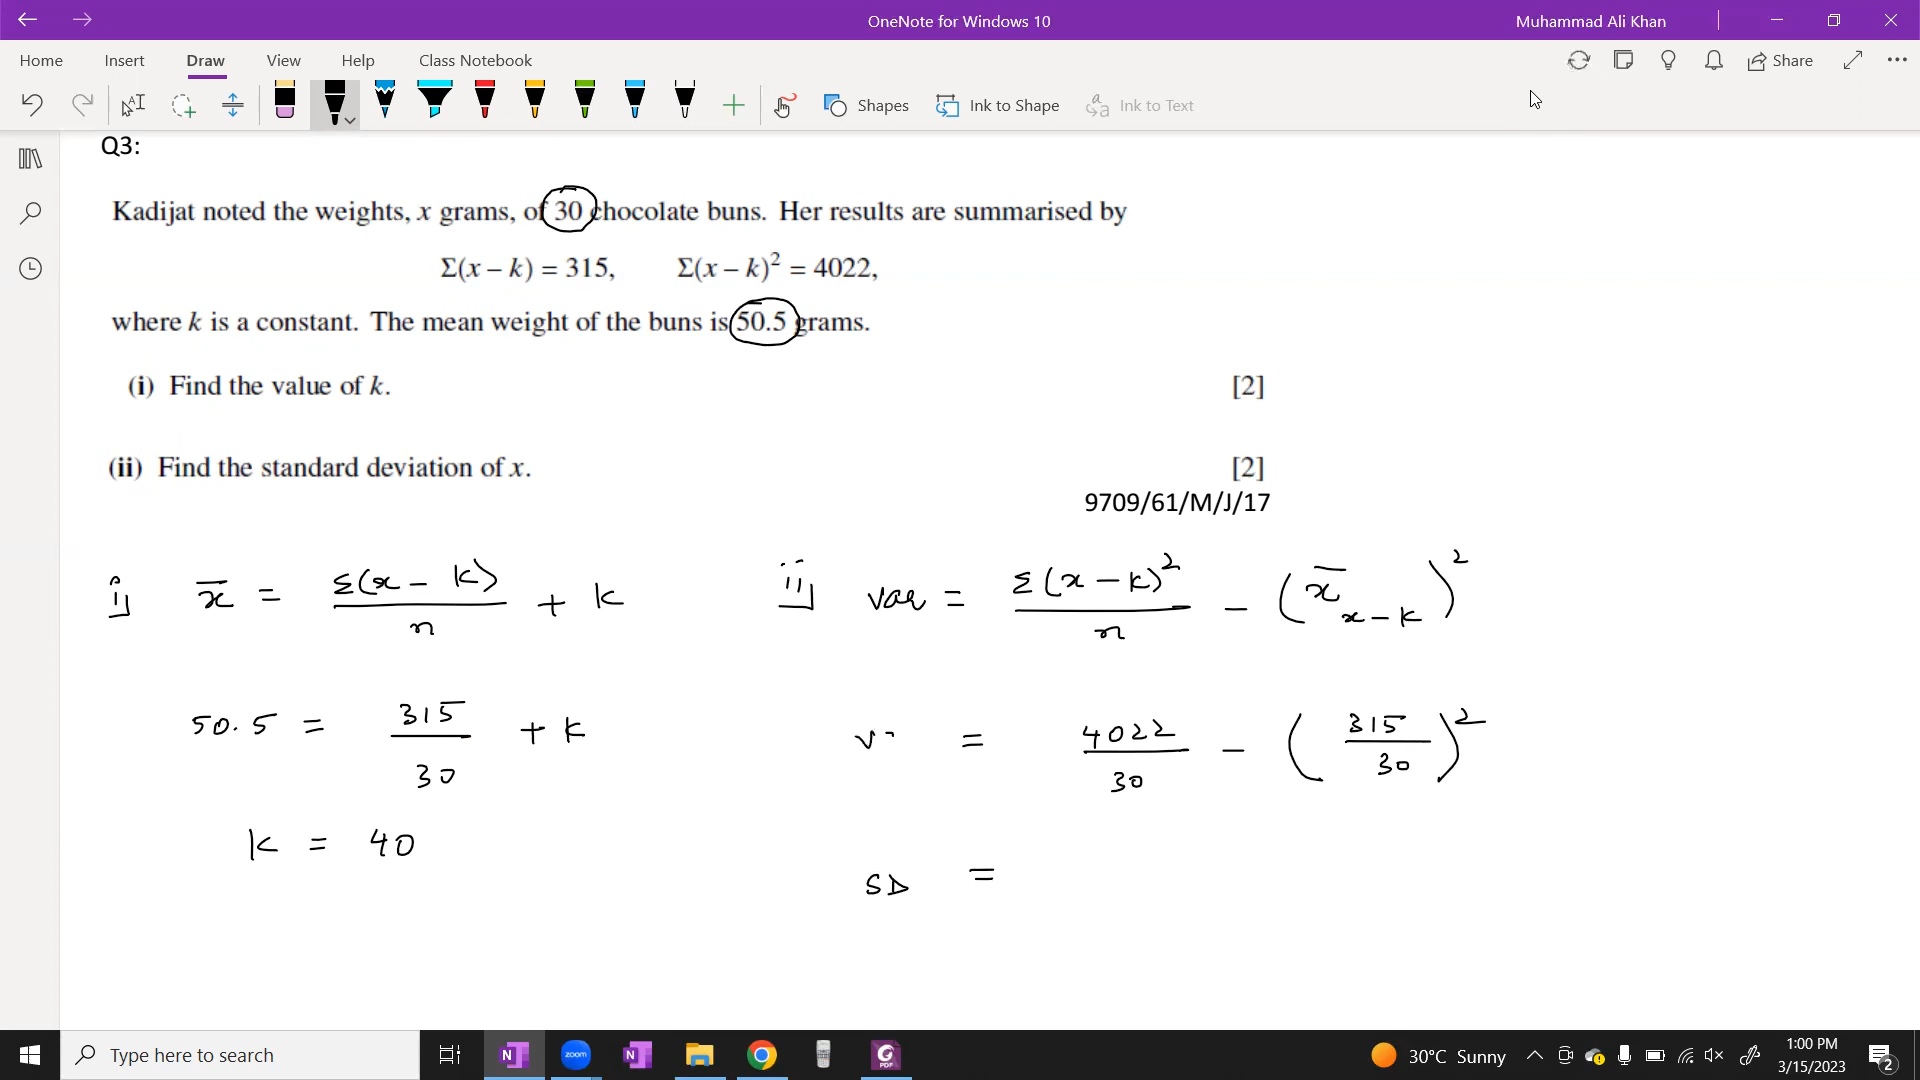 OneNote for Windows 10
Muhammad Ali Khan
Home Insert Draw View Help Class Notebook
Share
Shapes Ink to Shape Ink to Text
Q3:
Kadijat noted the weights, x grams, of 30 chocolate buns. Her results are summarised by
Σ(x – k) = 315, Σ(x – k)² = 4022,
where k is a constant. The mean weight of the buns is 50.5 grams.
(i) Find the value of k. [2]
(ii) Find the standard deviation of x. [2]
9709/61/M/J/17
i) x̄ = Σ(x – k) / n + k
ii) var = Σ(x – k)² / n – (x̄ x–k)²
50.5 = 315 / 30 + k
v = 4022 / 30 – (315 / 30)²
k = 40
SD =
Type here to search
zoom
30°C Sunny
1:00 PM
3/15/2023
2